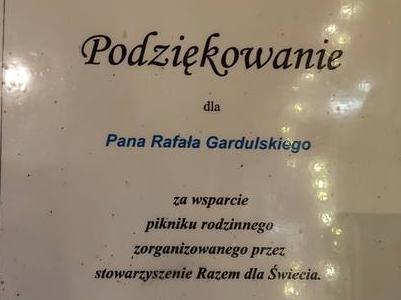 Podziękowanie
dla
Pana Rafała Gardulskiego
za wsparcie
pikniku rodzinnego
zorganizowanego przez
stowarzyszenie Razem dla Świecia.